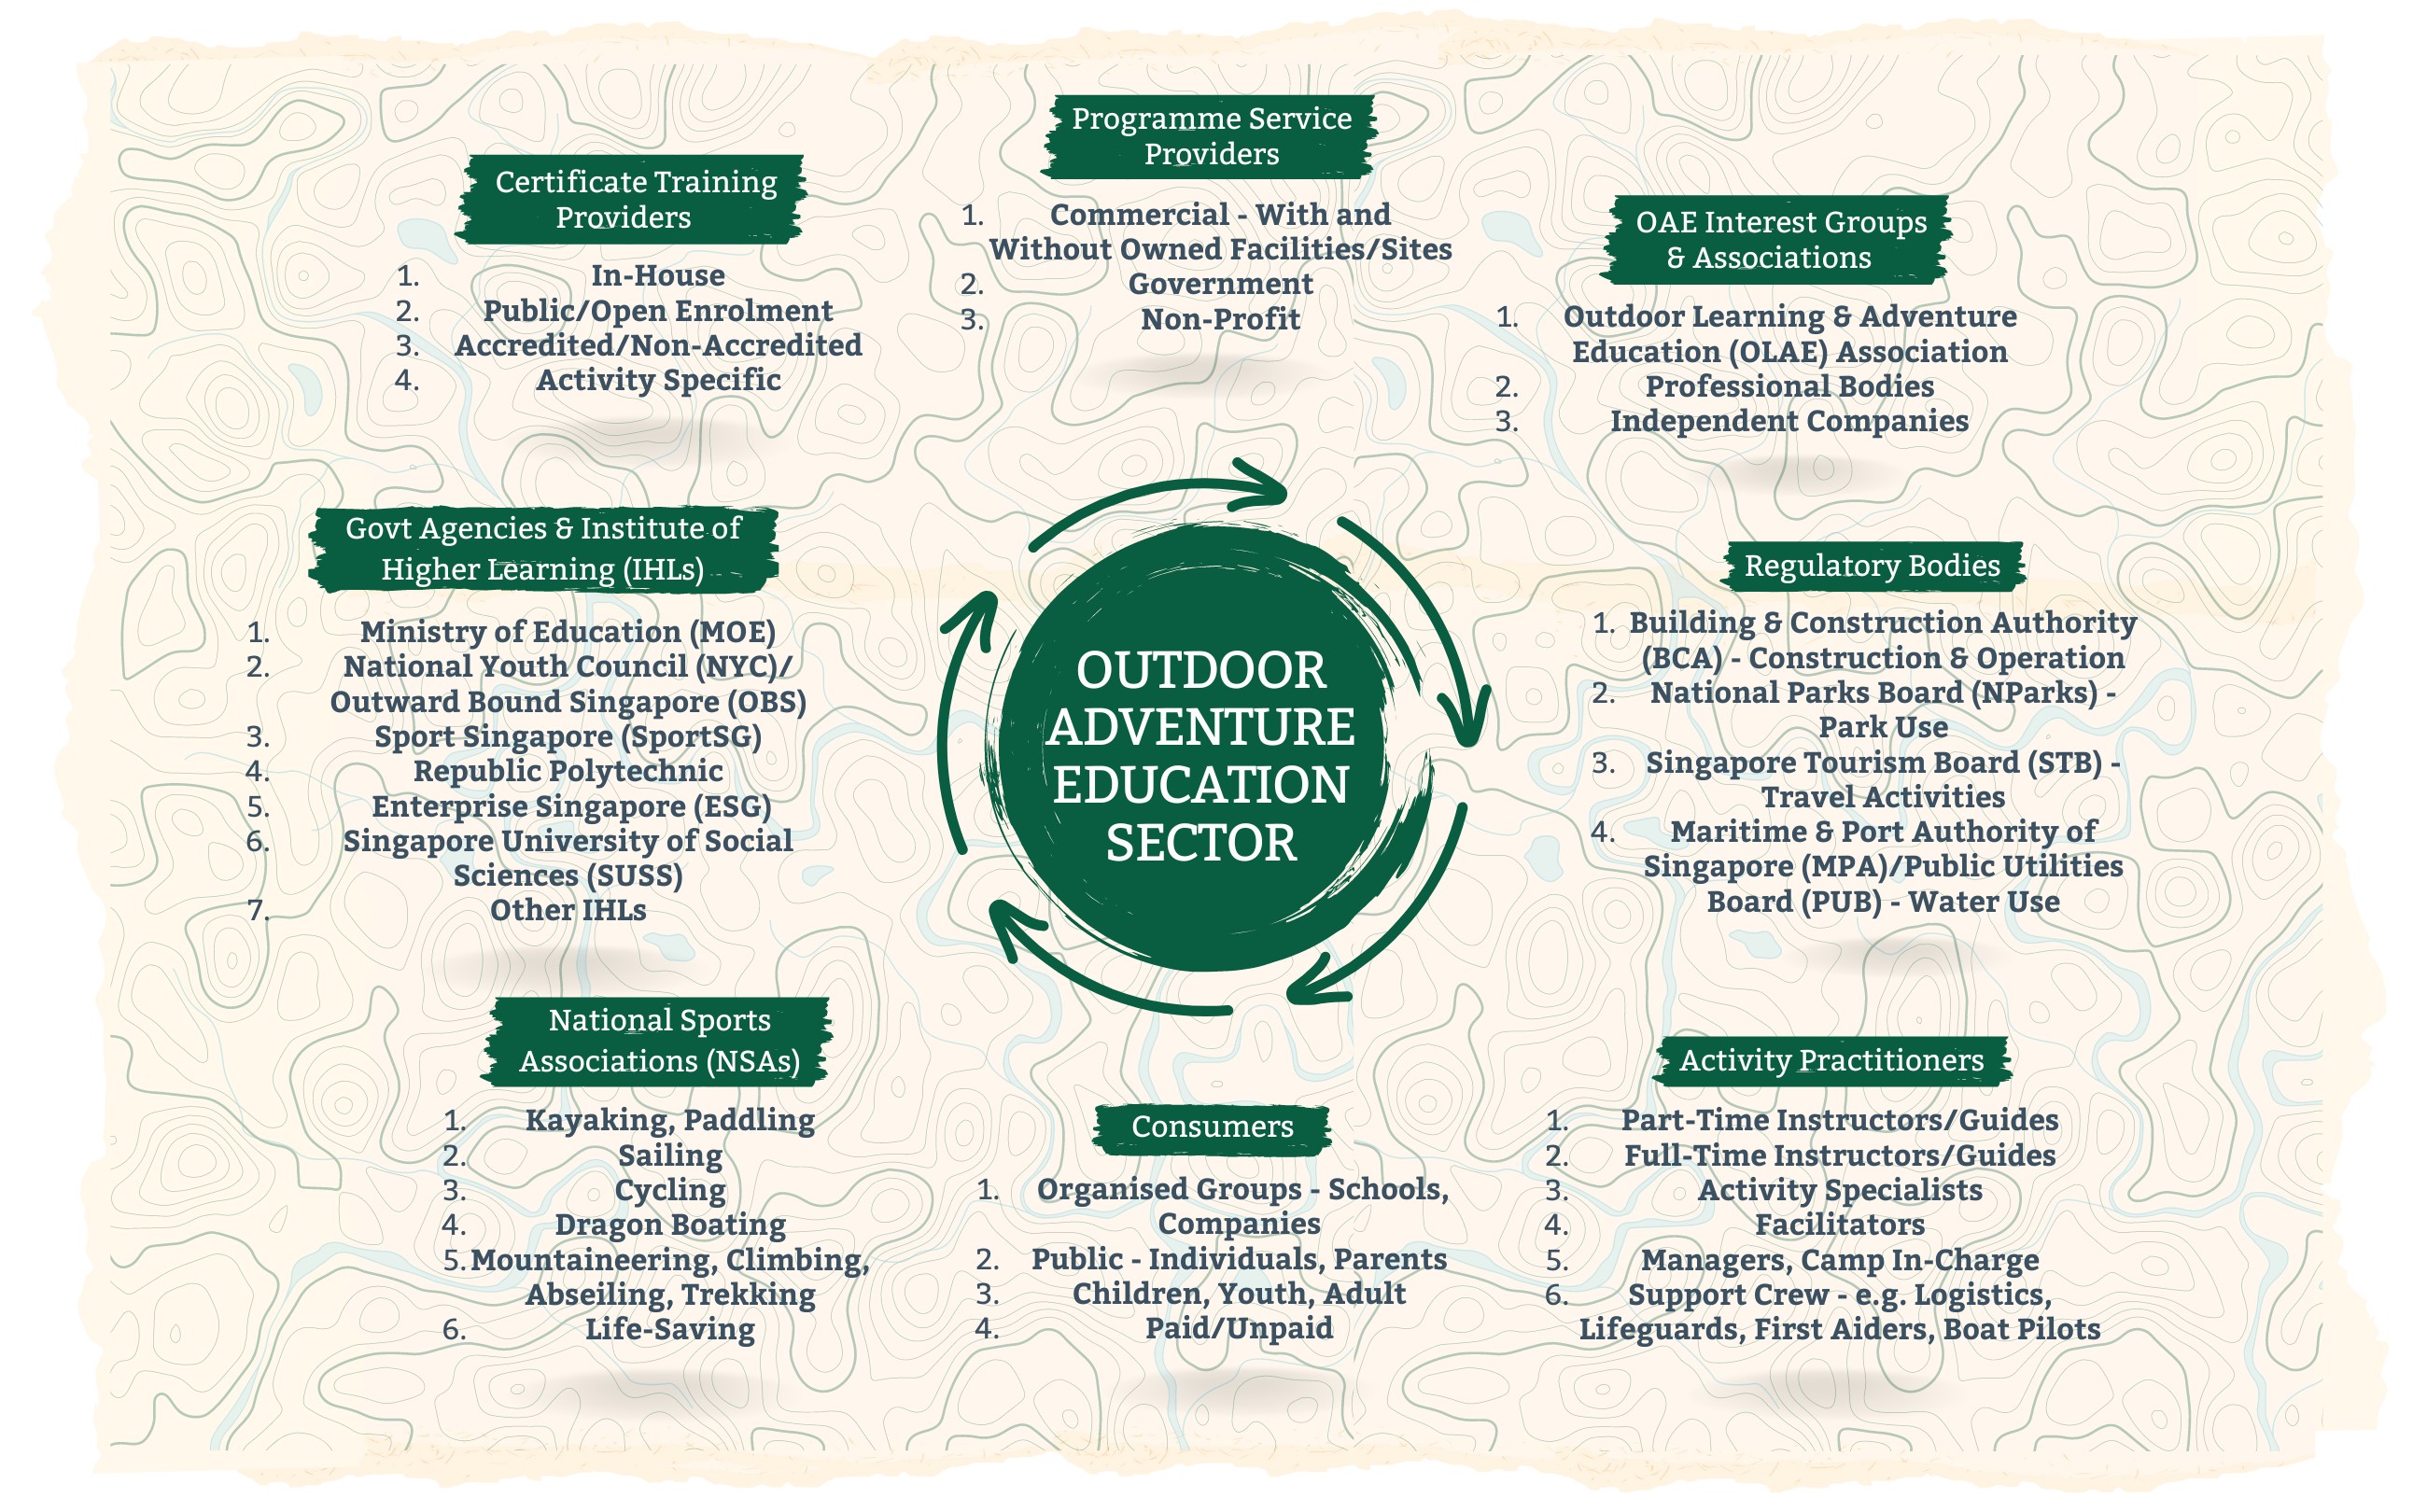 Programme Service
Providers
1. Commercial - With and
Without Owned Facilities/Sites
2. Government
3. Non-Profit
Certificate Training
Providers
1. In-House
2. Public/Open Enrolment
3. Accredited/Non-Accredited
4. Activity Specific
OAE Interest Groups
& Associations
1. Outdoor Learning & Adventure
Education (OLAE) Association
2. Professional Bodies
3. Independent Companies
Govt Agencies & Institute of
Higher Learning (IHLs)
1. Ministry of Education (MOE)
2. National Youth Council (NYC)/
Outward Bound Singapore (OBS)
3. Sport Singapore (SportSG)
4. Republic Polytechnic
5. Enterprise Singapore (ESG)
6. Singapore University of Social
Sciences (SUSS)
7. Other IHLs
OUTDOOR
ADVENTURE
EDUCATION
SECTOR
Regulatory Bodies
1. Building & Construction Authority
(BCA) - Construction & Operation
2. National Parks Board (NParks) -
Park Use
3. Singapore Tourism Board (STB) -
Travel Activities
4. Maritime & Port Authority of
Singapore (MPA)/Public Utilities
Board (PUB) - Water Use
National Sports
Associations (NSAs)
1. Kayaking, Paddling
2. Sailing
3. Cycling
4. Dragon Boating
5. Mountaineering, Climbing,
Abseiling, Trekking
6. Life-Saving
Consumers
1. Organised Groups - Schools,
Companies
2. Public - Individuals, Parents
3. Children, Youth, Adult
4. Paid/Unpaid
Activity Practitioners
1. Part-Time Instructors/Guides
2. Full-Time Instructors/Guides
3. Activity Specialists
4. Facilitators
5. Managers, Camp In-Charge
6. Support Crew - e.g. Logistics,
Lifeguards, First Aiders, Boat Pilots